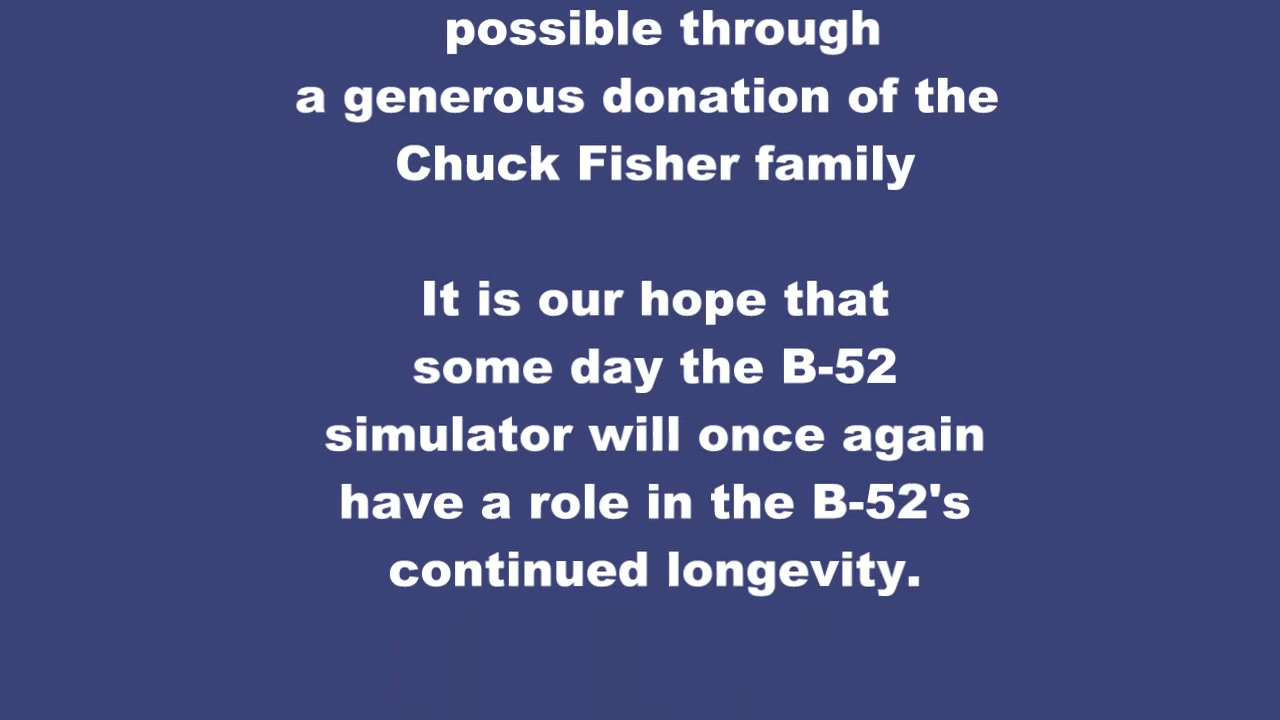 possible through
a generous donation of the
Chuck Fisher family
It is our hope that
some day the B-52
simulator will once again
have a role in the B-52's
continued longevity.